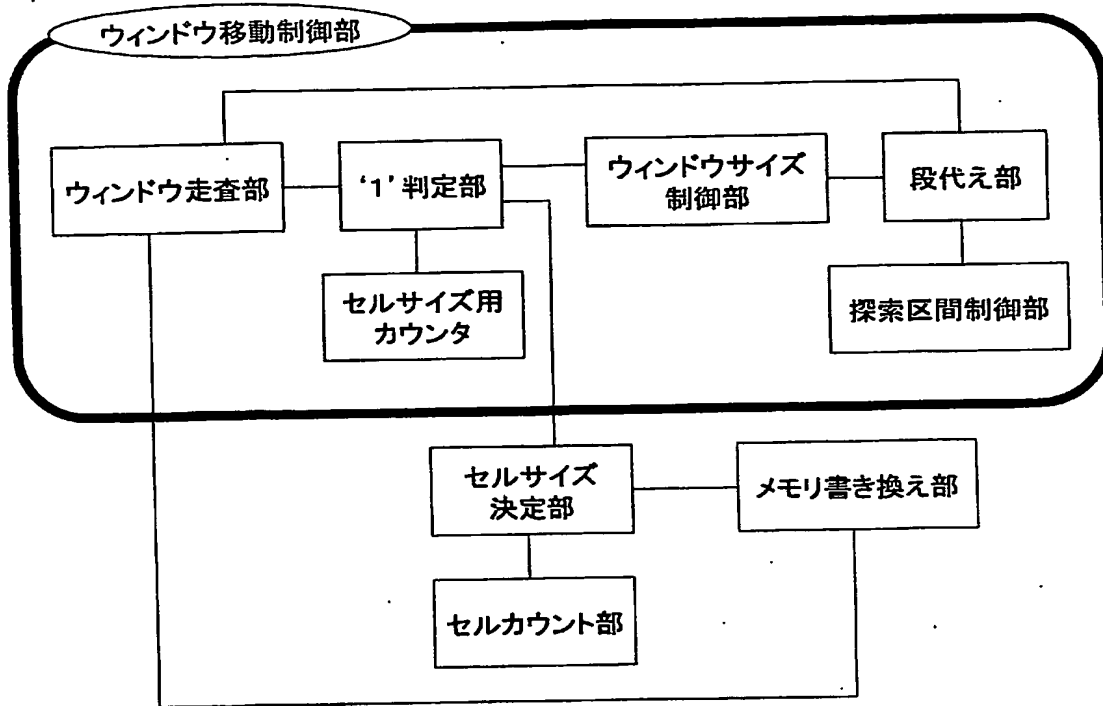 ウィンドウ移動制御部
ウィンドウ走査部
‘1’判定部
ウィンドウサイズ
制御部
段代え部
セルサイズ用
カウンタ
探索区間制御部
セルサイズ
決定部
メモリ書き換え部
セルカウント部